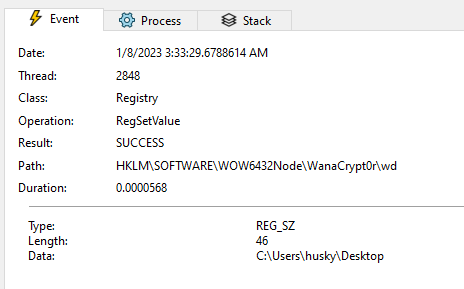 Event Process Stack
Date: 1/8/2023 3:33:29.6788614 AM
Thread: 2848
Class: Registry
Operation: RegSetValue
Result: SUCCESS
Path: HKLM\SOFTWARE\WOW6432Node\WanaCrypt0r\wd
Duration: 0.0000568
Type: REG_SZ
Length: 46
Data: C:\Users\husky\Desktop